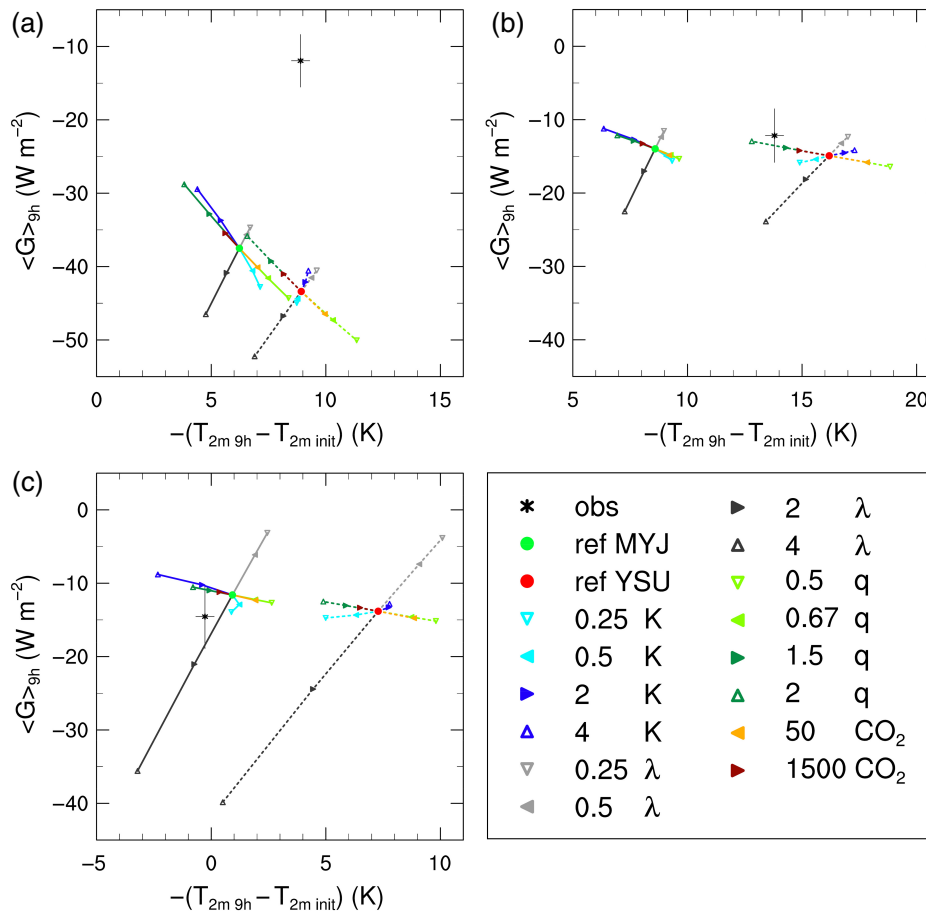 (a)
−10
−20
−30
−40
−50
<G>9h (W m−2)
0
5
10
15
−(T2m 9h − T2m init) (K)
(b)
0
−10
−20
−30
−40
<G>9h (W m−2)
5
10
15
20
−(T2m 9h − T2m init) (K)
(c)
0
−10
−20
−30
−40
<G>9h (W m−2)
−5
0
5
10
−(T2m 9h − T2m init) (K)
obs
ref MYJ
ref YSU
0.25 K
0.5 K
2 K
4 K
0.25 λ
0.5 λ
2 λ
4 λ
0.5 q
0.67 q
1.5 q
2 q
50 CO2
1500 CO2